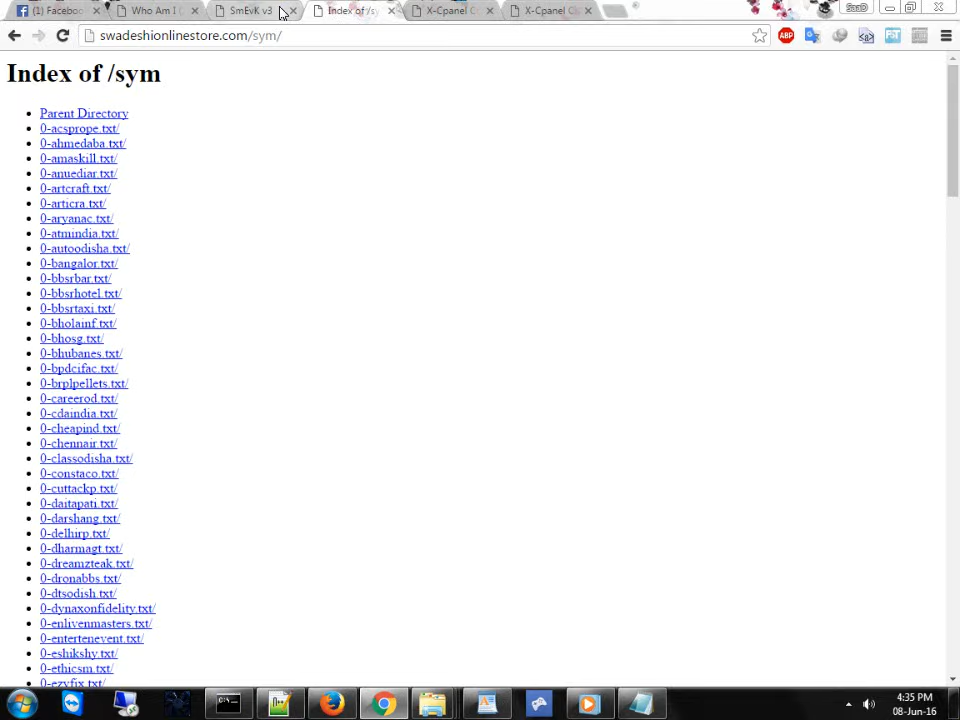 (1) Faceboo
Who Am I
SmEvK v3
Index of /s
X-Cpanel C
X-Cpanel C
SaaD
swadeshionlinestore.com/sym/
ABP
Index of /sym
Parent Directory
0-acsprope.txt/
0-ahmedaba.txt/
0-amaskill.txt/
0-anuediar.txt/
0-artcraft.txt/
0-articra.txt/
0-aryanac.txt/
0-atmindia.txt/
0-autoodisha.txt/
0-bangalor.txt/
0-bbsrbar.txt/
0-bbsrhotel.txt/
0-bbsrtaxi.txt/
0-bholainf.txt/
0-bhosg.txt/
0-bhubanes.txt/
0-bpdcifac.txt/
0-brplpellets.txt/
0-careerod.txt/
0-cdaindia.txt/
0-cheapind.txt/
0-chennair.txt/
0-classodisha.txt/
0-constaco.txt/
0-cuttackp.txt/
0-daitapati.txt/
0-darshang.txt/
0-delhirp.txt/
0-dharmagt.txt/
0-dreamzteak.txt/
0-dronabbs.txt/
0-dtsodish.txt/
0-dynaxonfidelity.txt/
0-enlivenmasters.txt/
0-entertenevent.txt/
0-eshikshy.txt/
0-ethicsm.txt/
0-ezyfix.txt/
4:35 PM
08-Jun-16